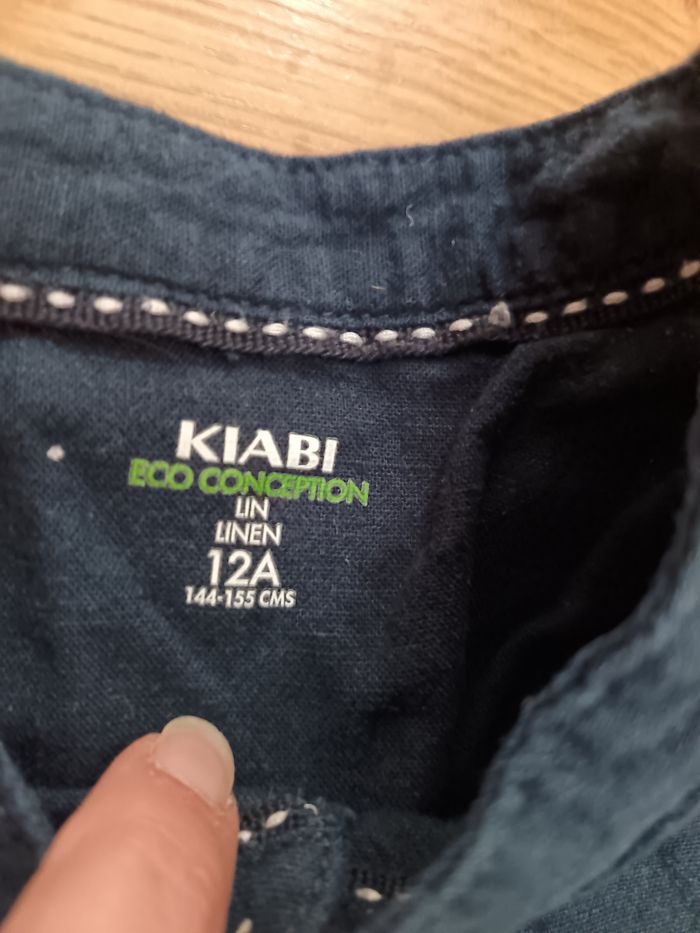 KIABI
ECO CONCEPTION
LIN
LINEN
12A
144-155 CMS